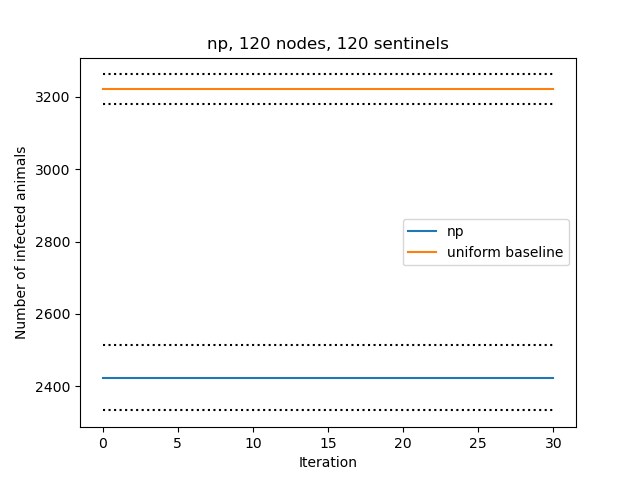 np, 120 nodes, 120 sentinels
Number of infected animals
3200
3000
2800
2600
2400
np
uniform baseline
0 5 10 15 20 25 30
Iteration